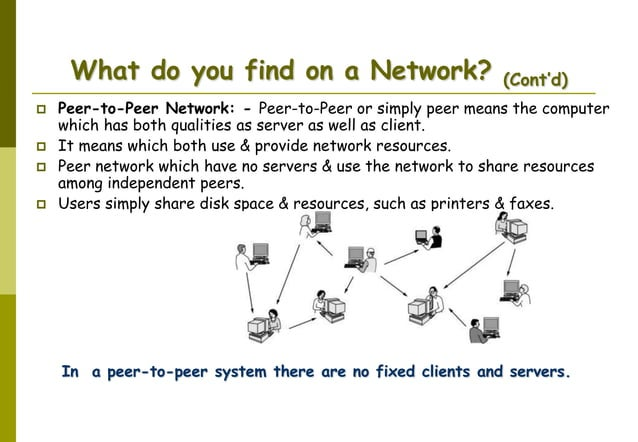 What do you find on a Network? (Cont'd)
Peer-to-Peer Network: - Peer-to-Peer or simply peer means the computer
which has both qualities as server as well as client.
It means which both use & provide network resources.
Peer network which have no servers & use the network to share resources
among independent peers.
Users simply share disk space & resources, such as printers & faxes.
In a peer-to-peer system there are no fixed clients and servers.